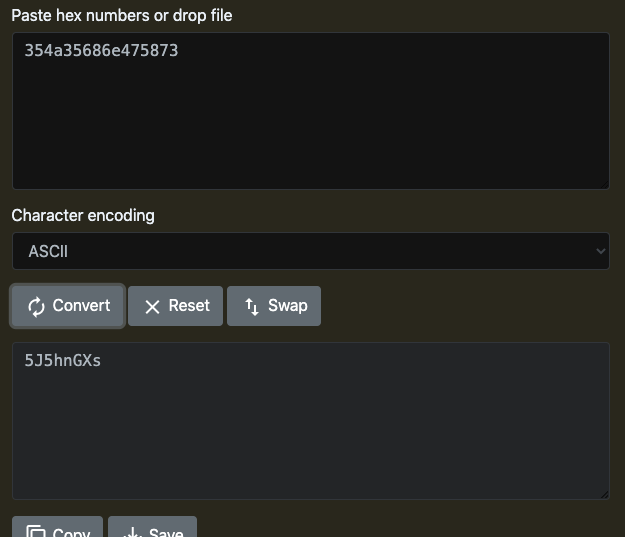 Paste hex numbers or drop file
354a35686e475873
Character encoding
ASCII
Convert Reset Swap
5J5hnGXs
Copy Save